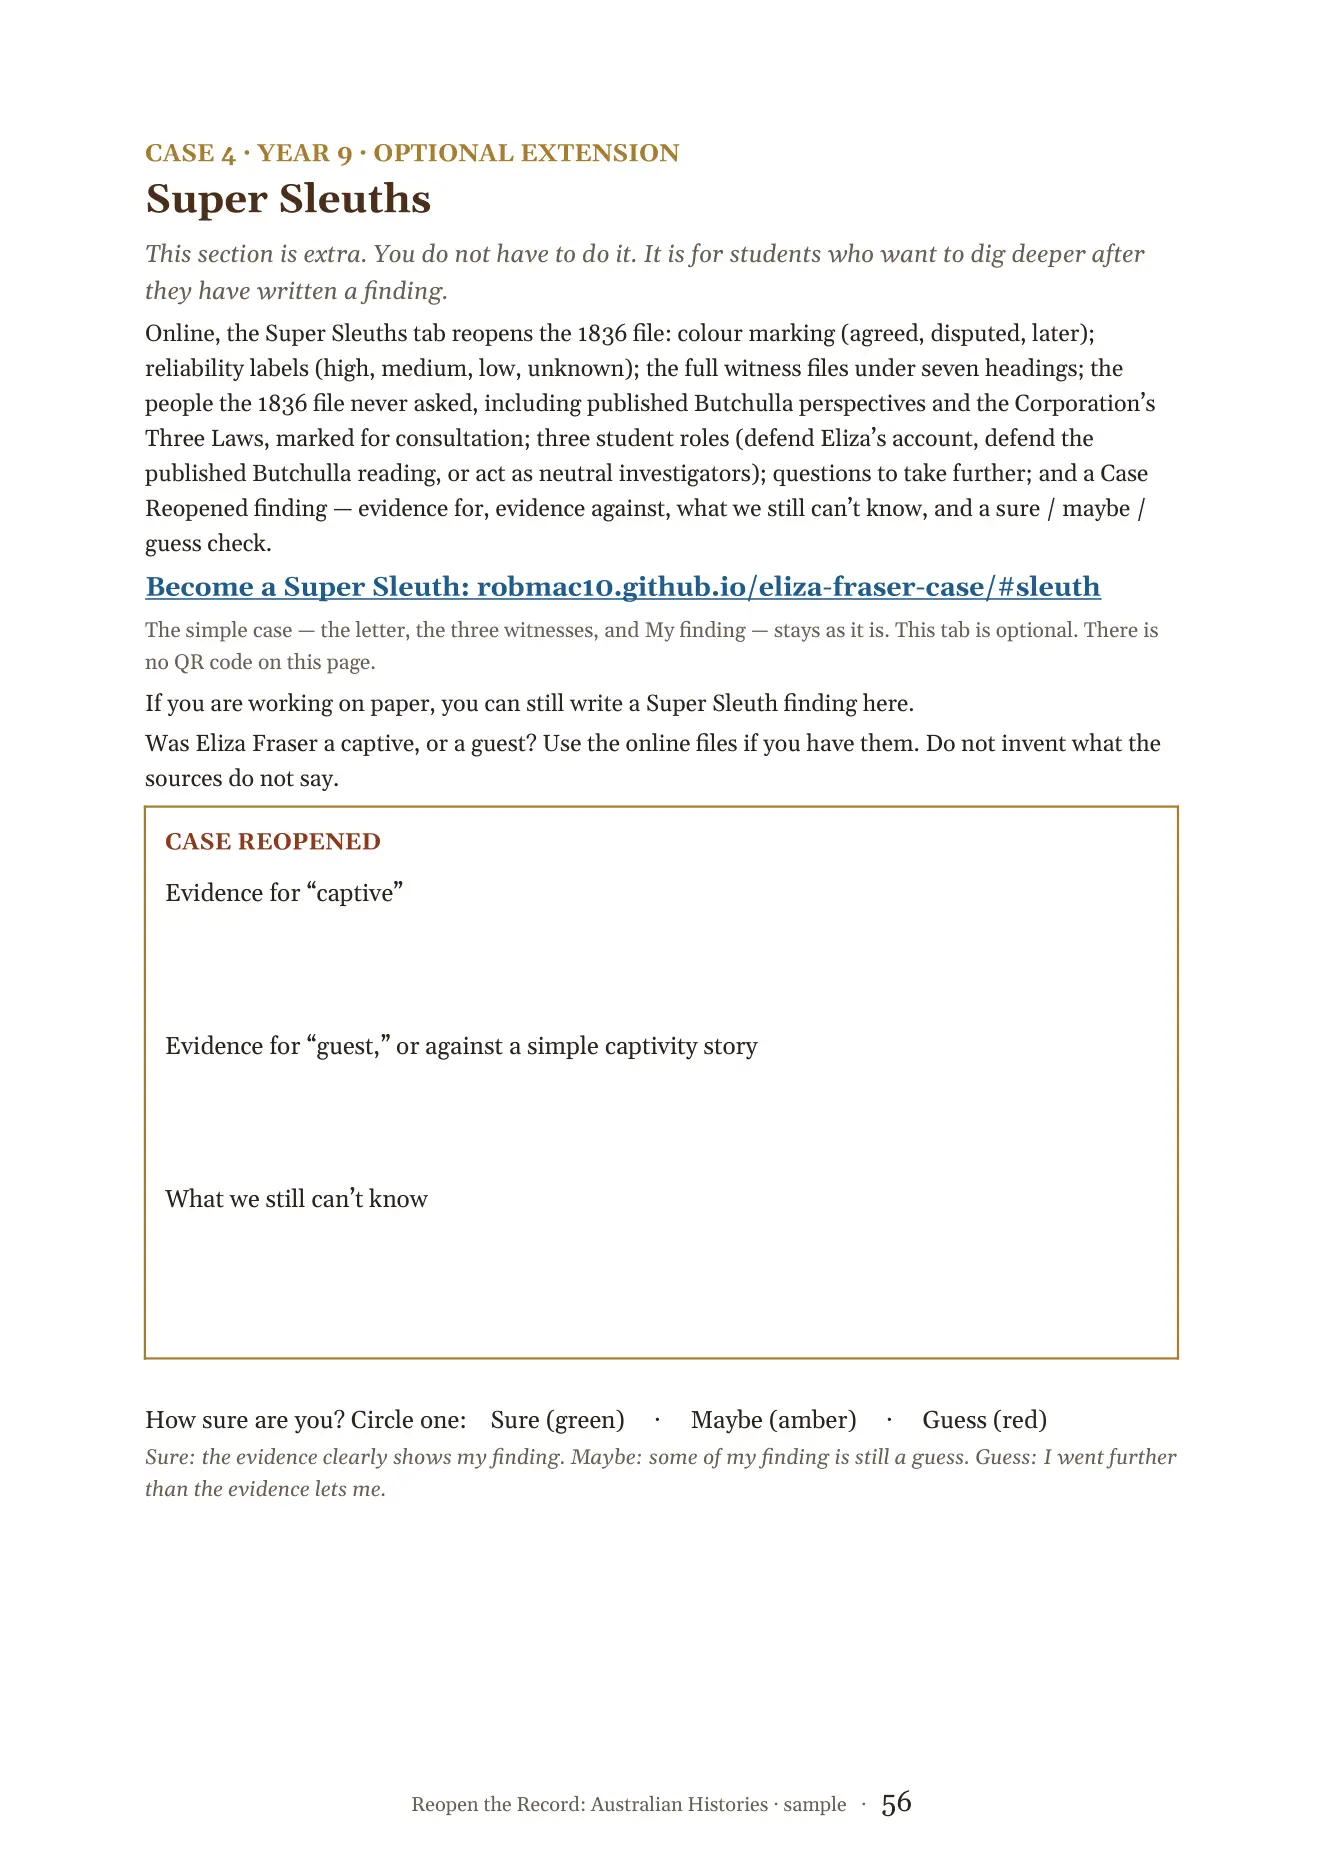 CASE 4 · YEAR 9 · OPTIONAL EXTENSION
Super Sleuths
This section is extra. You do not have to do it. It is for students who want to dig deeper after
they have written a finding.
Online, the Super Sleuths tab reopens the 1836 file: colour marking (agreed, disputed, later);
reliability labels (high, medium, low, unknown); the full witness files under seven headings; the
people the 1836 file never asked, including published Butchulla perspectives and the Corporation’s
Three Laws, marked for consultation; three student roles (defend Eliza’s account, defend the
published Butchulla reading, or act as neutral investigators); questions to take further; and a Case
Reopened finding — evidence for, evidence against, what we still can’t know, and a sure / maybe /
guess check.
Become a Super Sleuth: robmac10.github.io/eliza-fraser-case/#sleuth
The simple case — the letter, the three witnesses, and My finding — stays as it is. This tab is optional. There is
no QR code on this page.
If you are working on paper, you can still write a Super Sleuth finding here.
Was Eliza Fraser a captive, or a guest? Use the online files if you have them. Do not invent what the
sources do not say.
CASE REOPENED
Evidence for “captive”
Evidence for “guest,” or against a simple captivity story
What we still can’t know
How sure are you? Circle one: Sure (green) · Maybe (amber) · Guess (red)
Sure: the evidence clearly shows my finding. Maybe: some of my finding is still a guess. Guess: I went further
than the evidence lets me.
Reopen the Record: Australian Histories · sample · 56